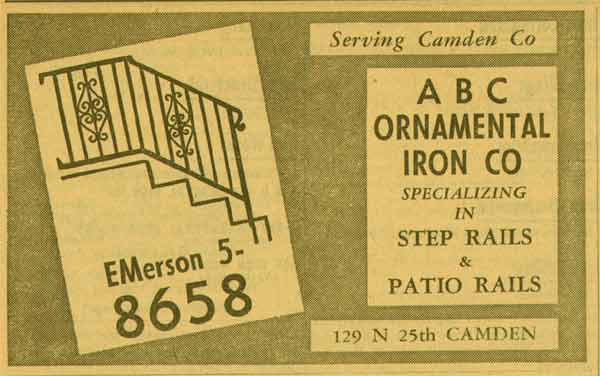 EMerson 5-
8658
Serving Camden Co
A B C
ORNAMENTAL
IRON CO
SPECIALIZING
IN
STEP RAILS
&
PATIO RAILS
129 N 25th CAMDEN